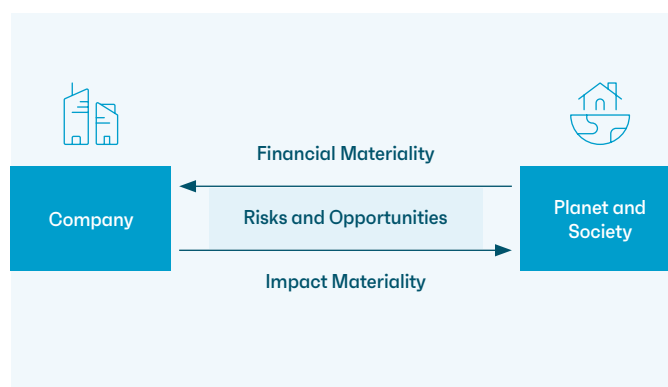 Financial Materiality
Company
Risks and Opportunities
Planet and
Society
Impact Materiality